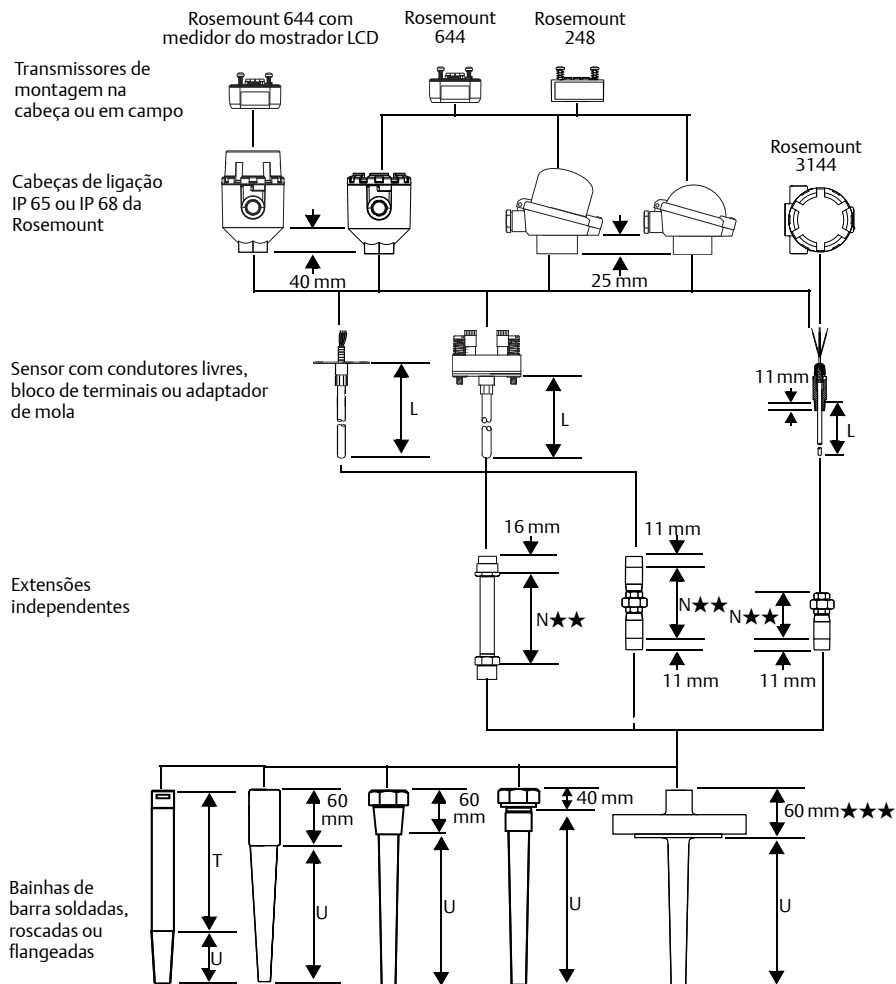 Rosemount 644 com
medidor do mostrador LCD
Rosemount
644
Rosemount
248
Transmissores de
montagem na
cabeça ou em campo
Rosemount
3144
Cabeças de ligação
IP 65 ou IP 68 da
Rosemount
40 mm
25 mm
Sensor com condutores livres,
bloco de terminais ou adaptador
de mola
L
L
11 mm
L
16 mm
11 mm
Extensões
independentes
N★★
N★★
N★★
11 mm
11 mm
60
mm
60
mm
40 mm
60 mm★★★
T
U
U
U
U
U
Bainhas de
barra soldadas,
roscadas ou
flangeadas